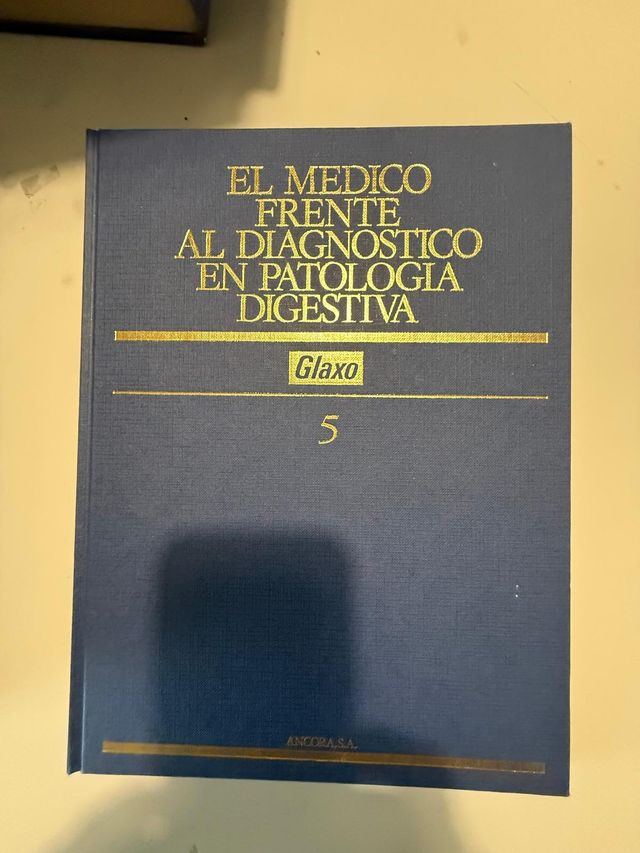 EL MEDICO
FRENTE
AL DIAGNOSTICO
EN PATOLOGIA
DIGESTIVA
Glaxo
5
ANCORA, S.A.